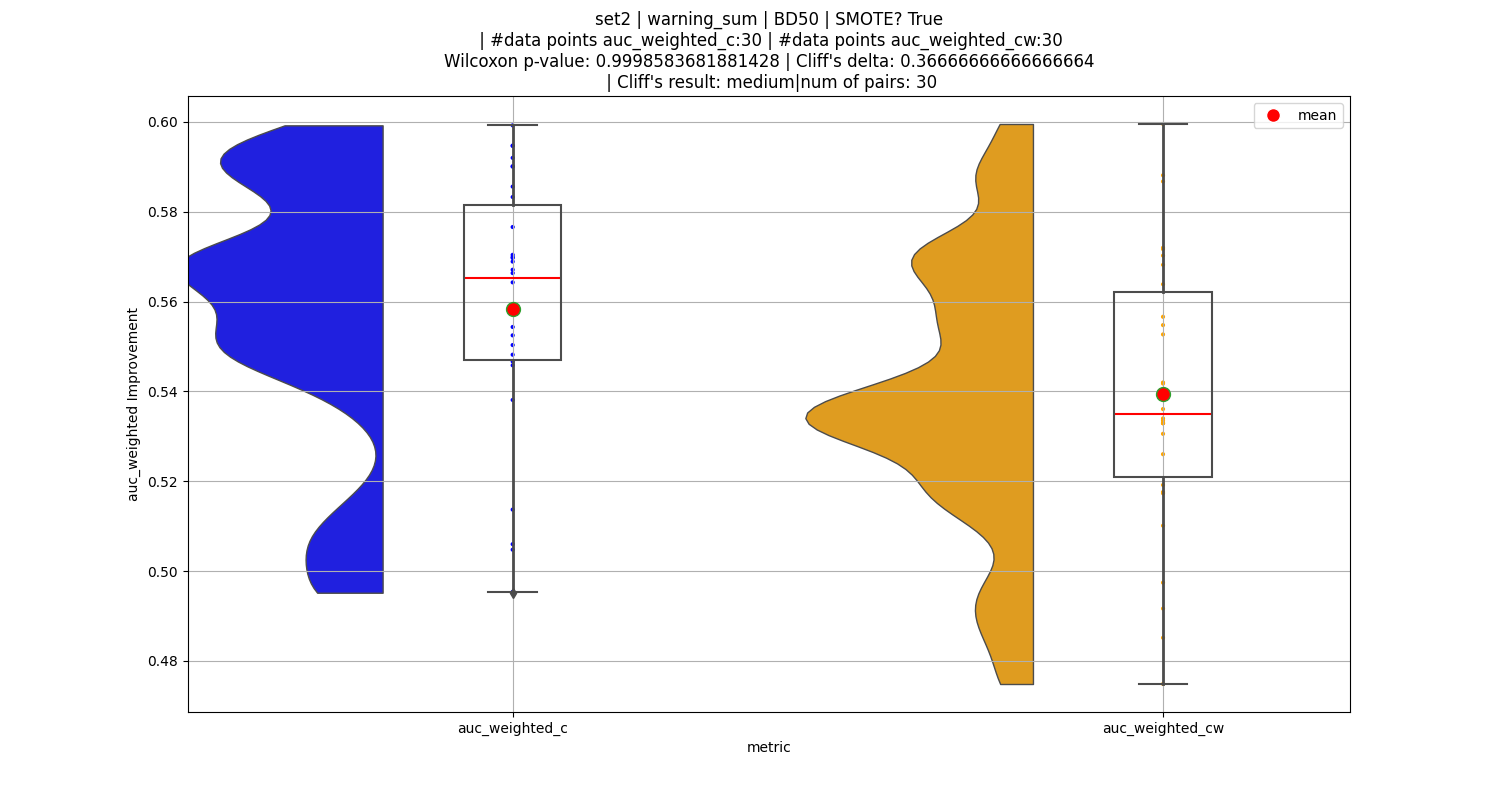 set2 | warning_sum | BD50 | SMOTE? True
| #data points auc_weighted_c:30 | #data points auc_weighted_cw:30
Wilcoxon p-value: 0.9998583681881428 | Cliff's delta: 0.36666666666666664
| Cliff's result: medium|num of pairs: 30
mean
0.60
0.58
0.56
0.54
0.52
0.50
0.48
auc_weighted Improvement
auc_weighted_c
auc_weighted_cw
metric